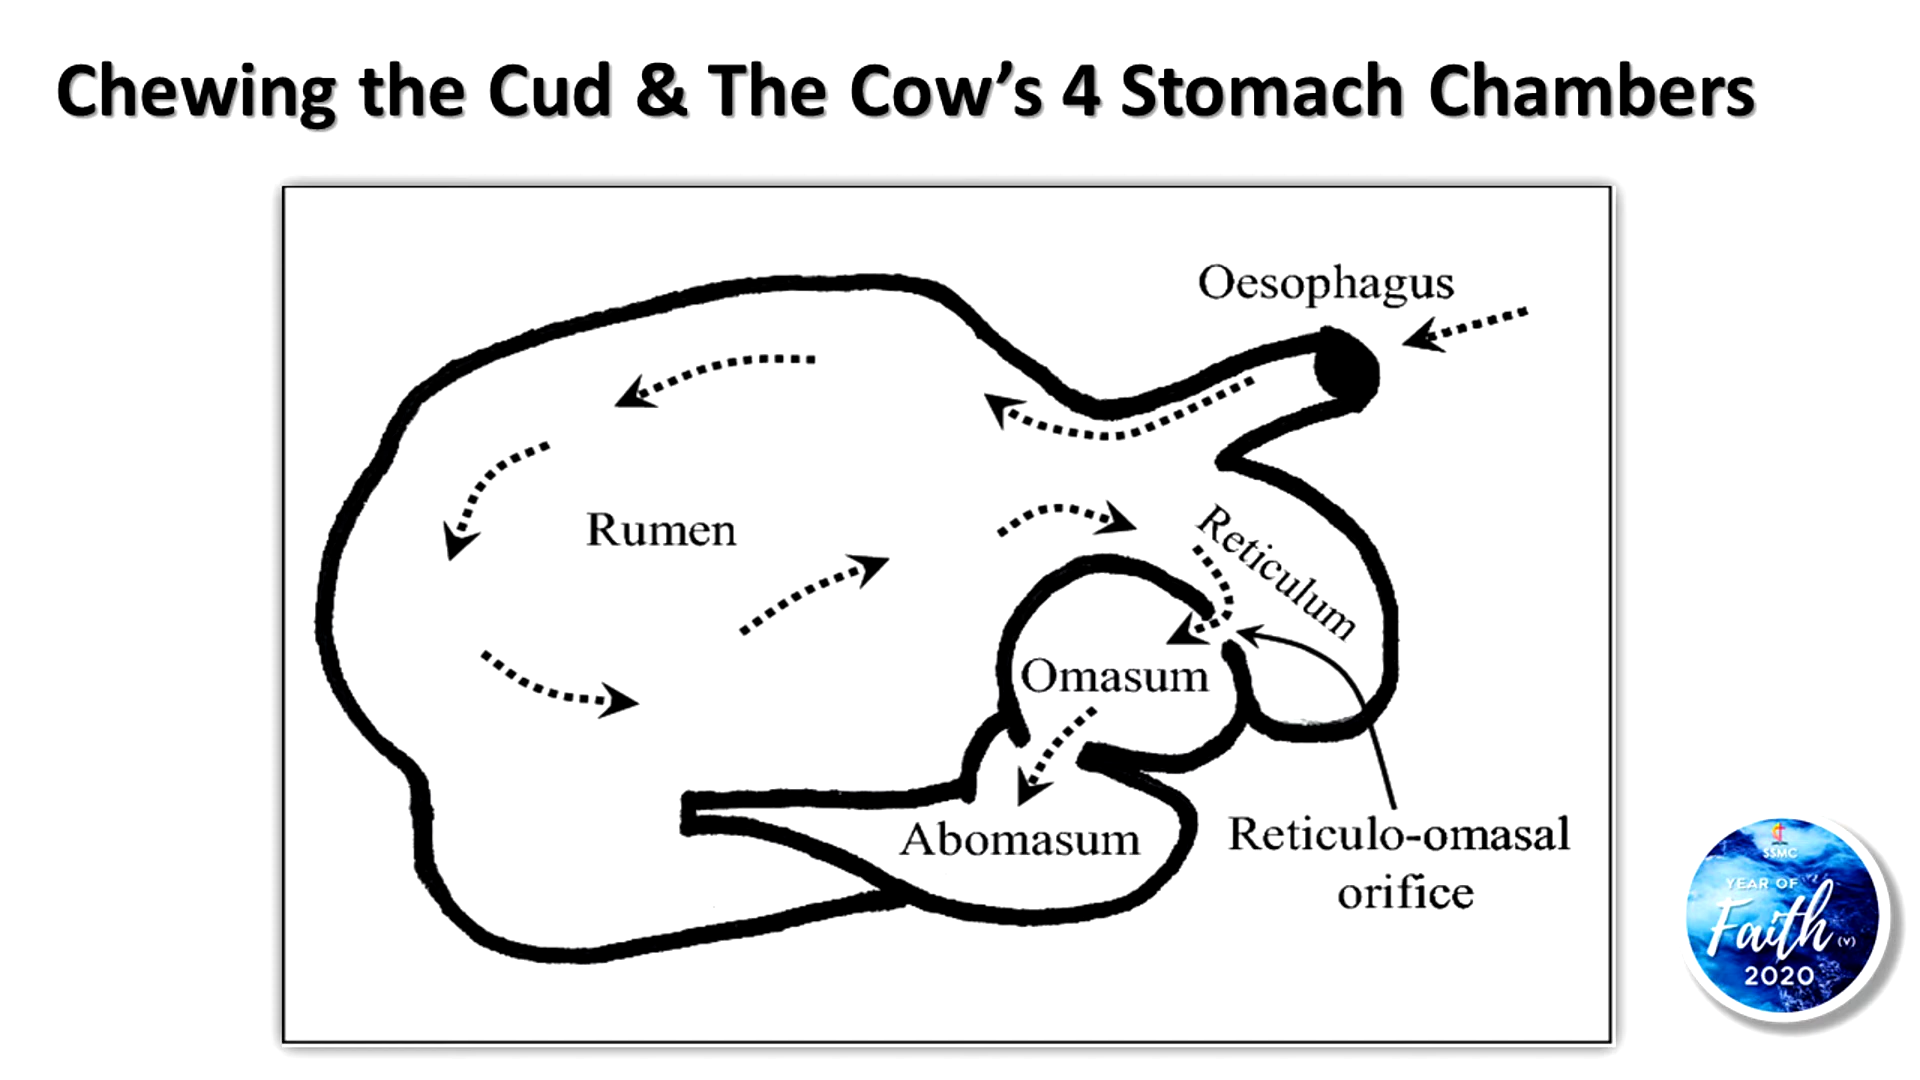 Chewing the Cud & The Cow’s 4 Stomach Chambers
Oesophagus
Rumen
Reticulum
Omasum
Abomasum
Reticulo-omasal
orifice
SSMC
YEAR OF
Faith (v)
2020